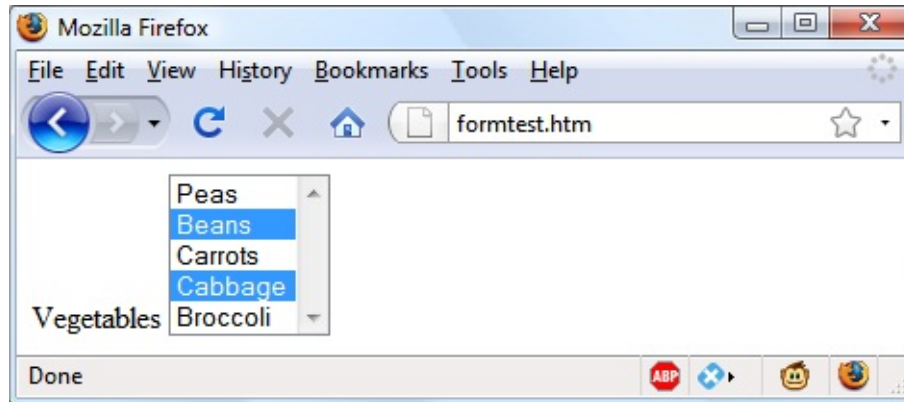 Mozilla Firefox
File Edit View History Bookmarks Tools Help
formtest.htm
Peas
Beans
Carrots
Cabbage
Vegetables Broccoli
Done
ABP